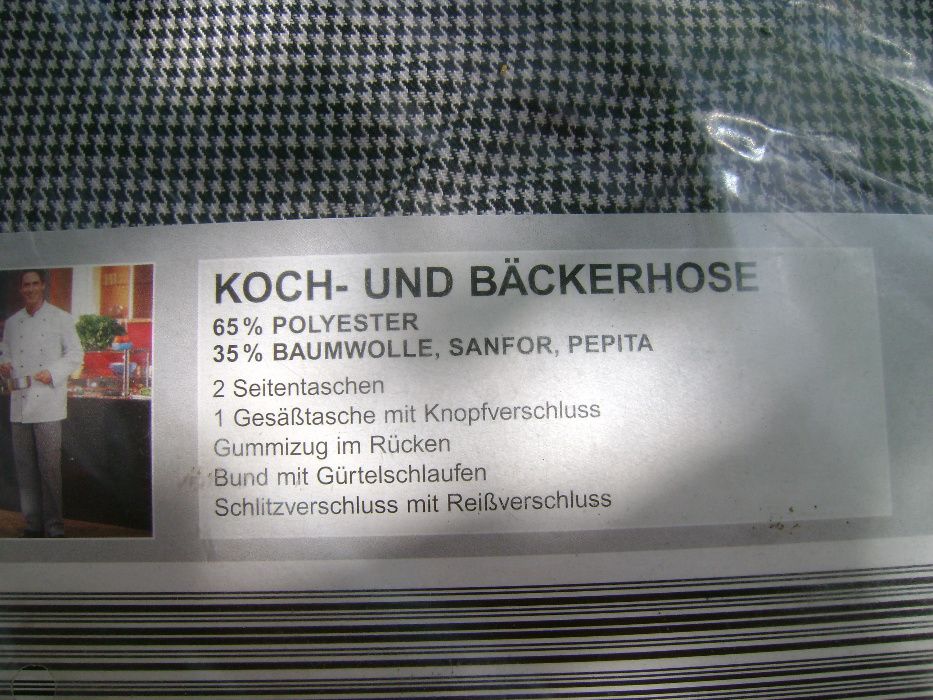 KOCH- UND BÄCKERHOSE
65% POLYESTER
35% BAUMWOLLE, SANFOR, PEPITA
2 Seitentaschen
1 Gesäßtasche mit Knopfverschluss
Gummizug im Rücken
Bund mit Gürtelschlaufen
Schlitzverschluss mit Reißverschluss